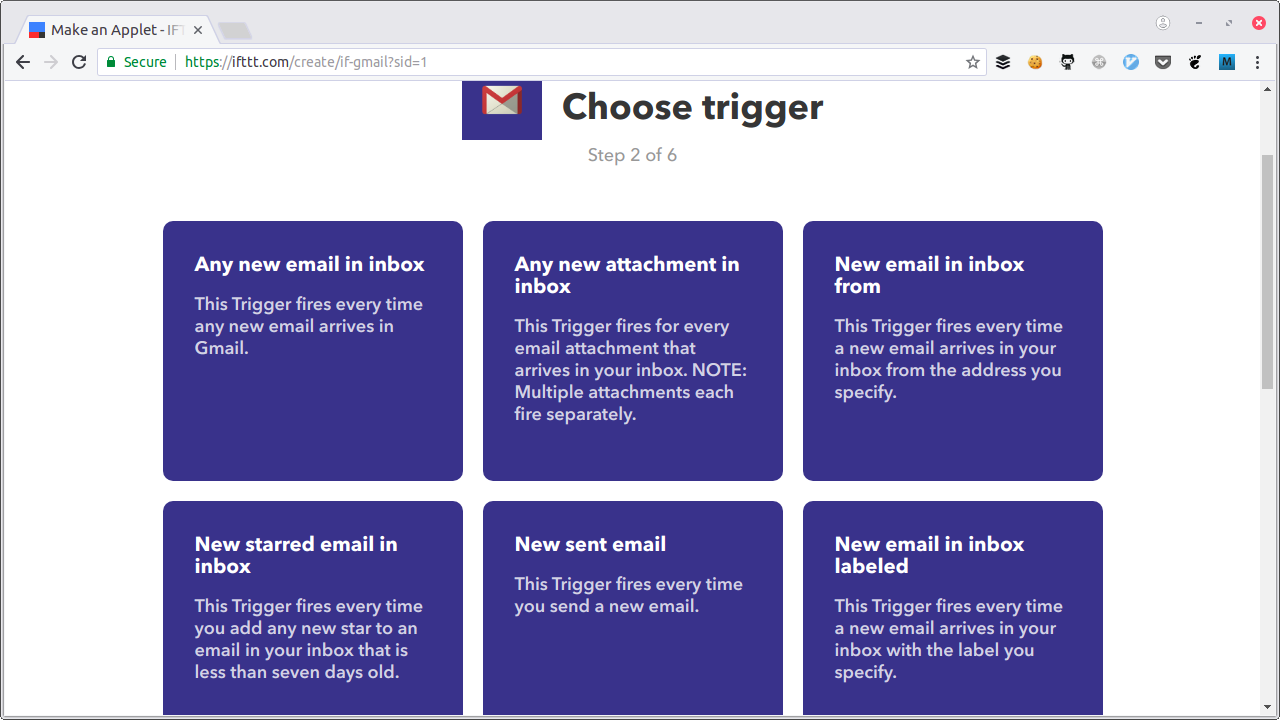 Make an Applet - IFT
Secure
https://ifttt.com/create/if-gmail?sid=1
Choose trigger
Step 2 of 6
Any new email in inbox
This Trigger fires every time
any new email arrives in
Gmail.
Any new attachment in
inbox
This Trigger fires for every
email attachment that
arrives in your inbox. NOTE:
Multiple attachments each
fire separately.
New email in inbox
from
This Trigger fires every time
a new email arrives in your
inbox from the address you
specify.
New starred email in
inbox
This Trigger fires every time
you add any new star to an
email in your inbox that is
less than seven days old.
New sent email
This Trigger fires every time
you send a new email.
New email in inbox
labeled
This Trigger fires every time
a new email arrives in your
inbox with the label you
specify.